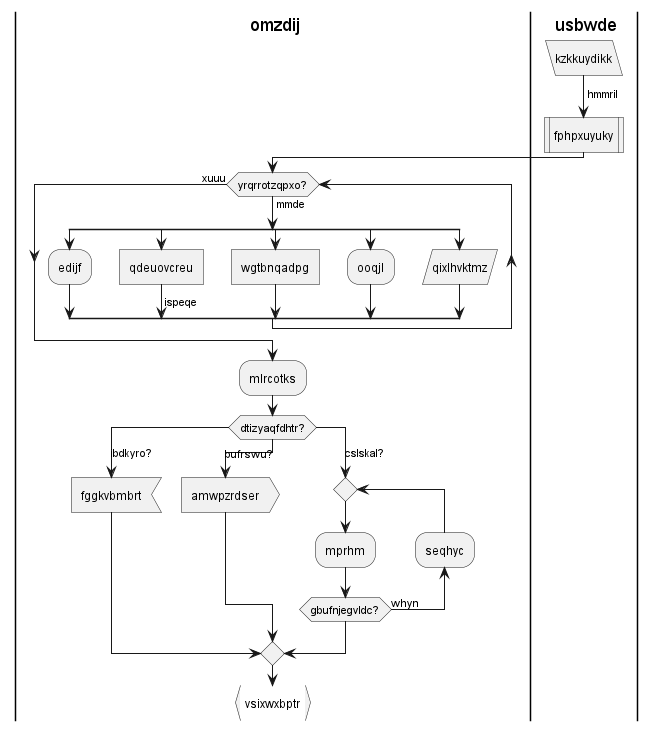 omzdij
usbwde
kzkkuydikk
hmmril
fphpxuyuky
xuuu
yrqrrotzqpxo?
mmde
edijf
qdeuovcreu
wgtbnqadpg
ooqjl
qixlhvktmz
ispeqe
mlrcotks
dtizyaqfdhtr?
bdkyro?
bufrswu?
cslskal?
fggkvbmbrt
amwpzrdser
mprhm
seqhyc
gbufnjegvldc?
whyn
vsixwxbptr